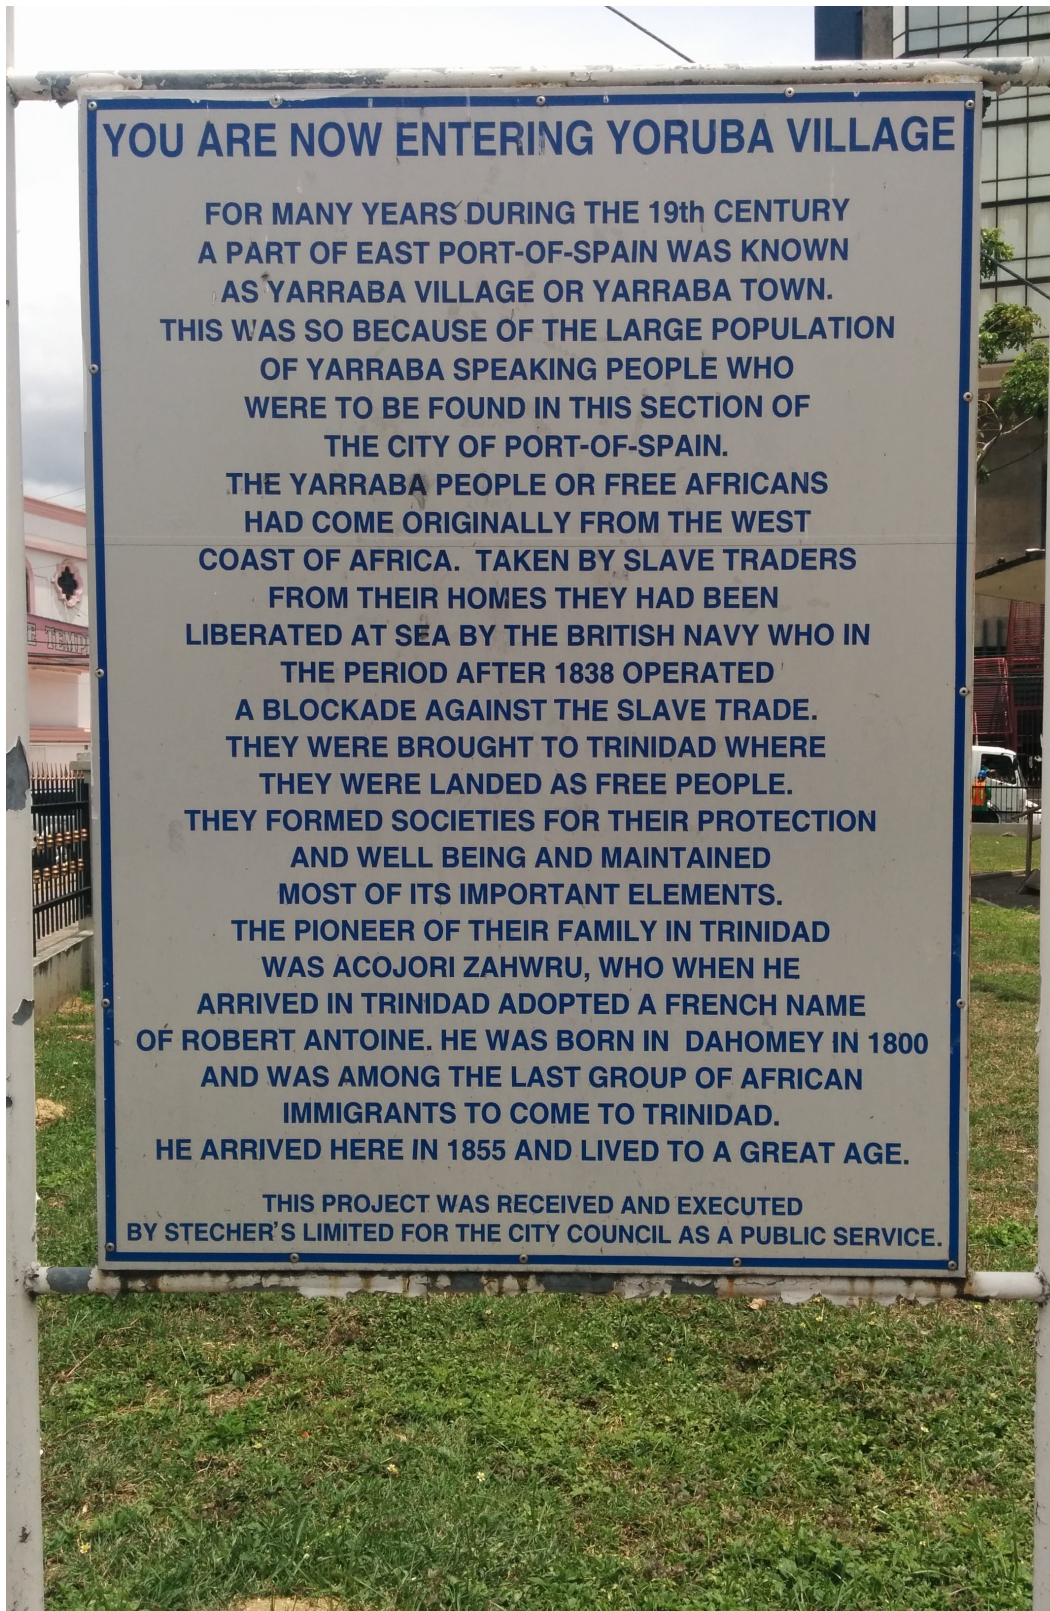 YOU ARE NOW ENTERING YORUBA VILLAGE
FOR MANY YEARS DURING THE 19th CENTURY
A PART OF EAST PORT-OF-SPAIN WAS KNOWN
AS YARRABA VILLAGE OR YARRABA TOWN.
THIS WAS SO BECAUSE OF THE LARGE POPULATION
OF YARRABA SPEAKING PEOPLE WHO
WERE TO BE FOUND IN THIS SECTION OF
THE CITY OF PORT-OF-SPAIN.
THE YARRABA PEOPLE OR FREE AFRICANS
HAD COME ORIGINALLY FROM THE WEST
COAST OF AFRICA. TAKEN BY SLAVE TRADERS
FROM THEIR HOMES THEY HAD BEEN
LIBERATED AT SEA BY THE BRITISH NAVY WHO IN
THE PERIOD AFTER 1838 OPERATED
A BLOCKADE AGAINST THE SLAVE TRADE.
THEY WERE BROUGHT TO TRINIDAD WHERE
THEY WERE LANDED AS FREE PEOPLE.
THEY FORMED SOCIETIES FOR THEIR PROTECTION
AND WELL BEING AND MAINTAINED
MOST OF ITS IMPORTANT ELEMENTS.
THE PIONEER OF THEIR FAMILY IN TRINIDAD
WAS ACOJORI ZAHWRU, WHO WHEN HE
ARRIVED IN TRINIDAD ADOPTED A FRENCH NAME
OF ROBERT ANTOINE. HE WAS BORN IN DAHOMEY IN 1800
AND WAS AMONG THE LAST GROUP OF AFRICAN
IMMIGRANTS TO COME TO TRINIDAD.
HE ARRIVED HERE IN 1855 AND LIVED TO A GREAT AGE.
THIS PROJECT WAS RECEIVED AND EXECUTED
BY STECHER'S LIMITED FOR THE CITY COUNCIL AS A PUBLIC SERVICE.